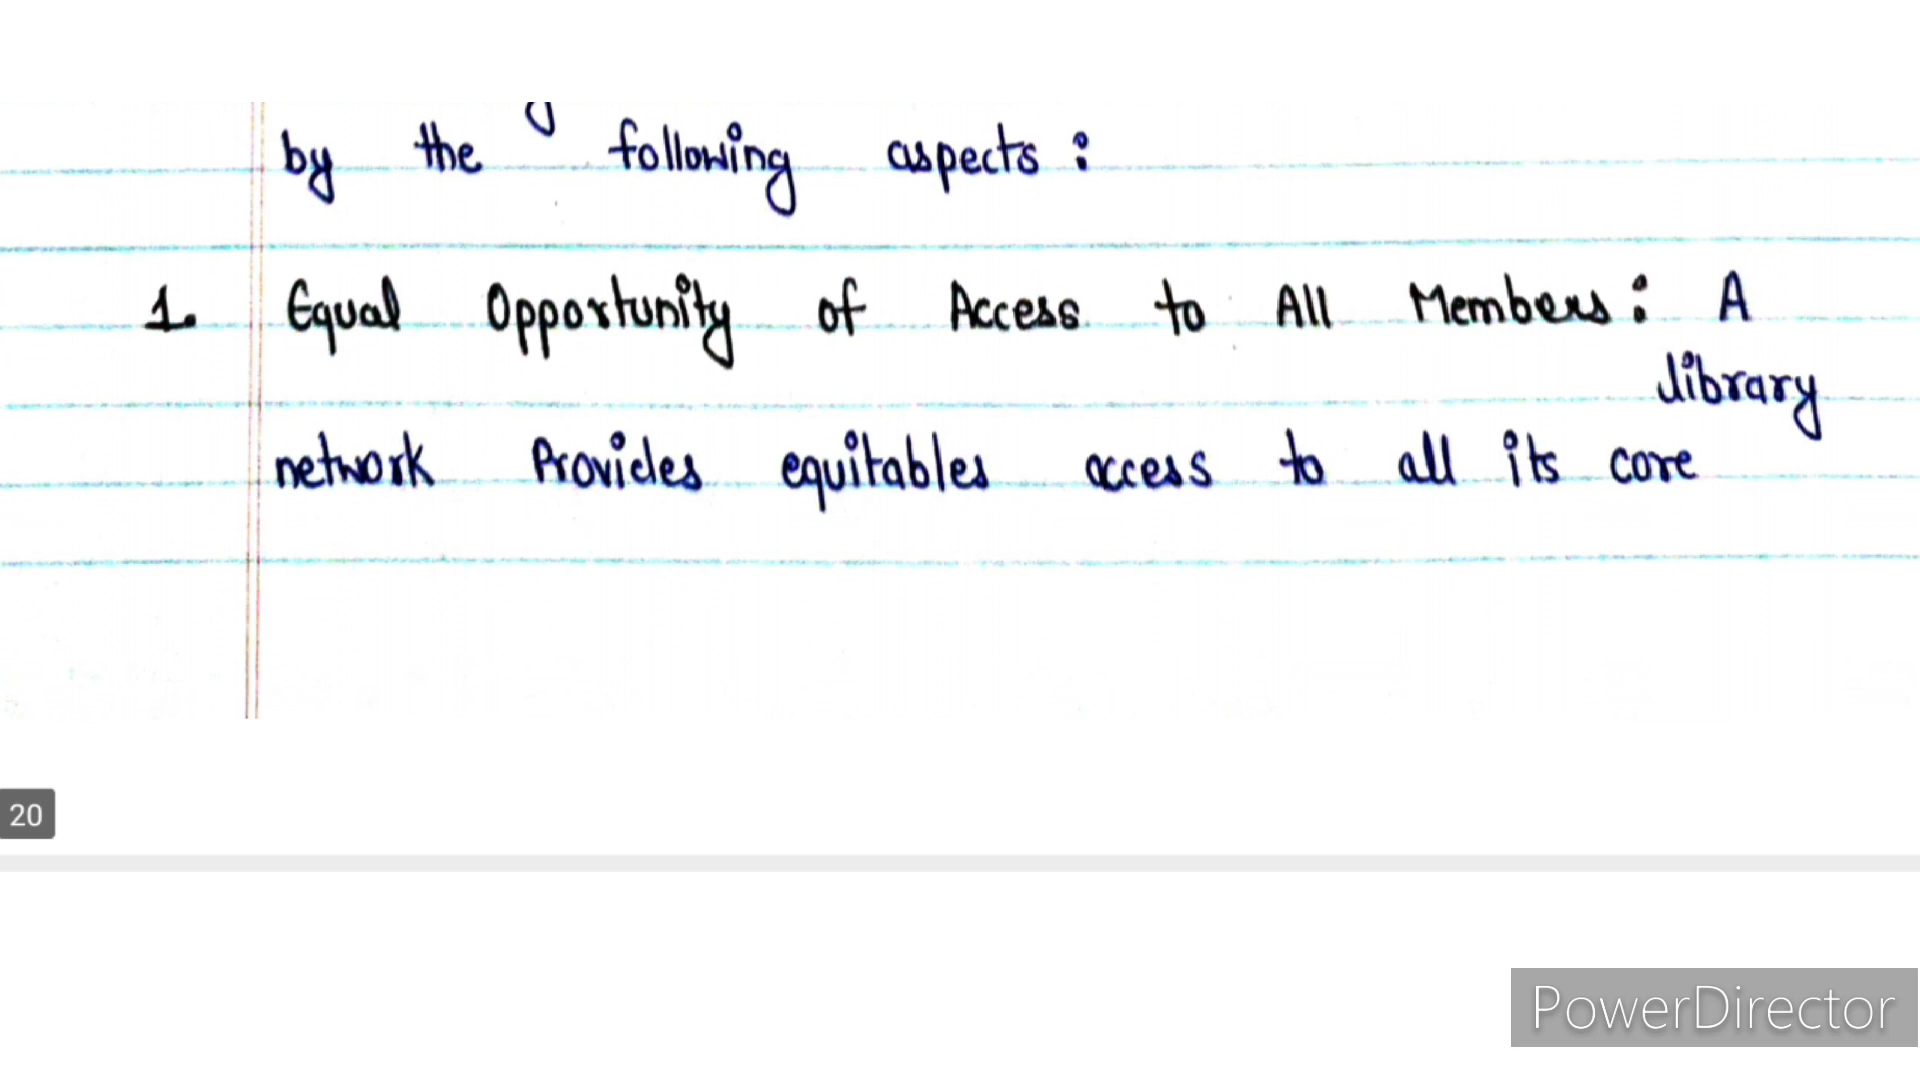 by the following aspects :
1. Equal Opportunity of Access to All Members : A
library
network Provides equitables access to all its core
20
PowerDirector